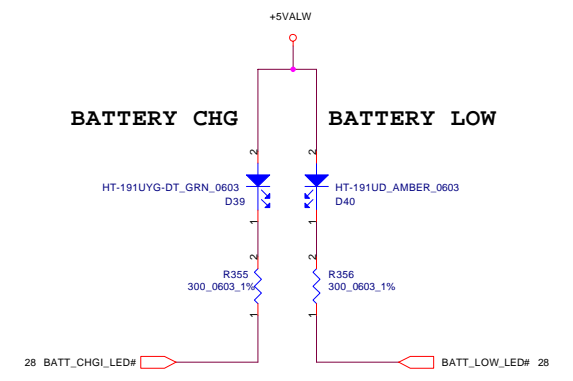 +5VALW
BATTERY CHG BATTERY LOW
2 2
HT-191UYG-DT_GRN_0603 HT-191UD_AMBER_0603
D39 D40
1 1
2 2
R355 R356
300_0603_1% 300_0603_1%
1 1
28 BATT_CHGI_LED# BATT_LOW_LED# 28